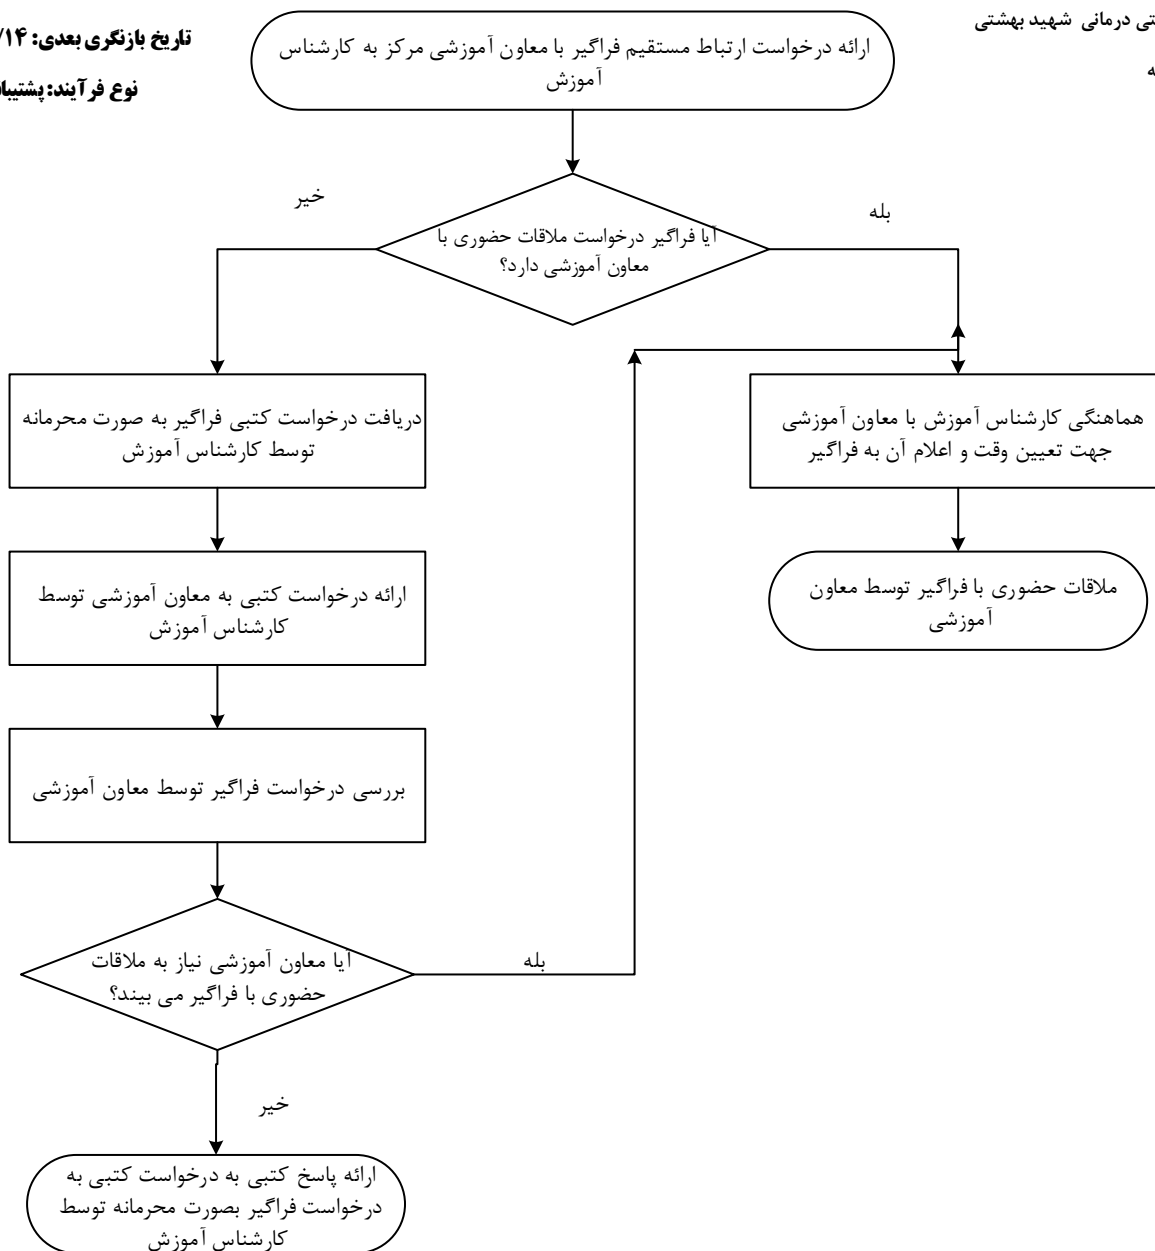 درمانی شهید بهشتی
تاریخ بازنگری بعدی: 14/
نوع فرآیند:
ارائه درخواست ارتباط مستقیم فراگیر با معاون آموزشی مرکز به کارشناس
آموزش
خیر
بله
آیا فراگیر درخواست ملاقات حضوری با
معاون آموزشی دارد؟
دریافت درخواست کتبی فراگیر به صورت محرمانه
توسط کارشناس آموزش
هماهنگی کارشناس آموزش با معاون آموزشی
جهت تعیین وقت و اعلام آن به فراگیر
ارائه درخواست کتبی به معاون آموزشی توسط
کارشناس آموزش
ملاقات حضوری با فراگیر توسط معاون
آموزشی
بررسی درخواست فراگیر توسط معاون آموزشی
آیا معاون آموزشی نیاز به ملاقات
حضوری با فراگیر می بیند؟
بله
خیر
ارائه پاسخ کتبی به درخواست کتبی به
درخواست فراگیر بصورت محرمانه توسط
کارشناس آموزش